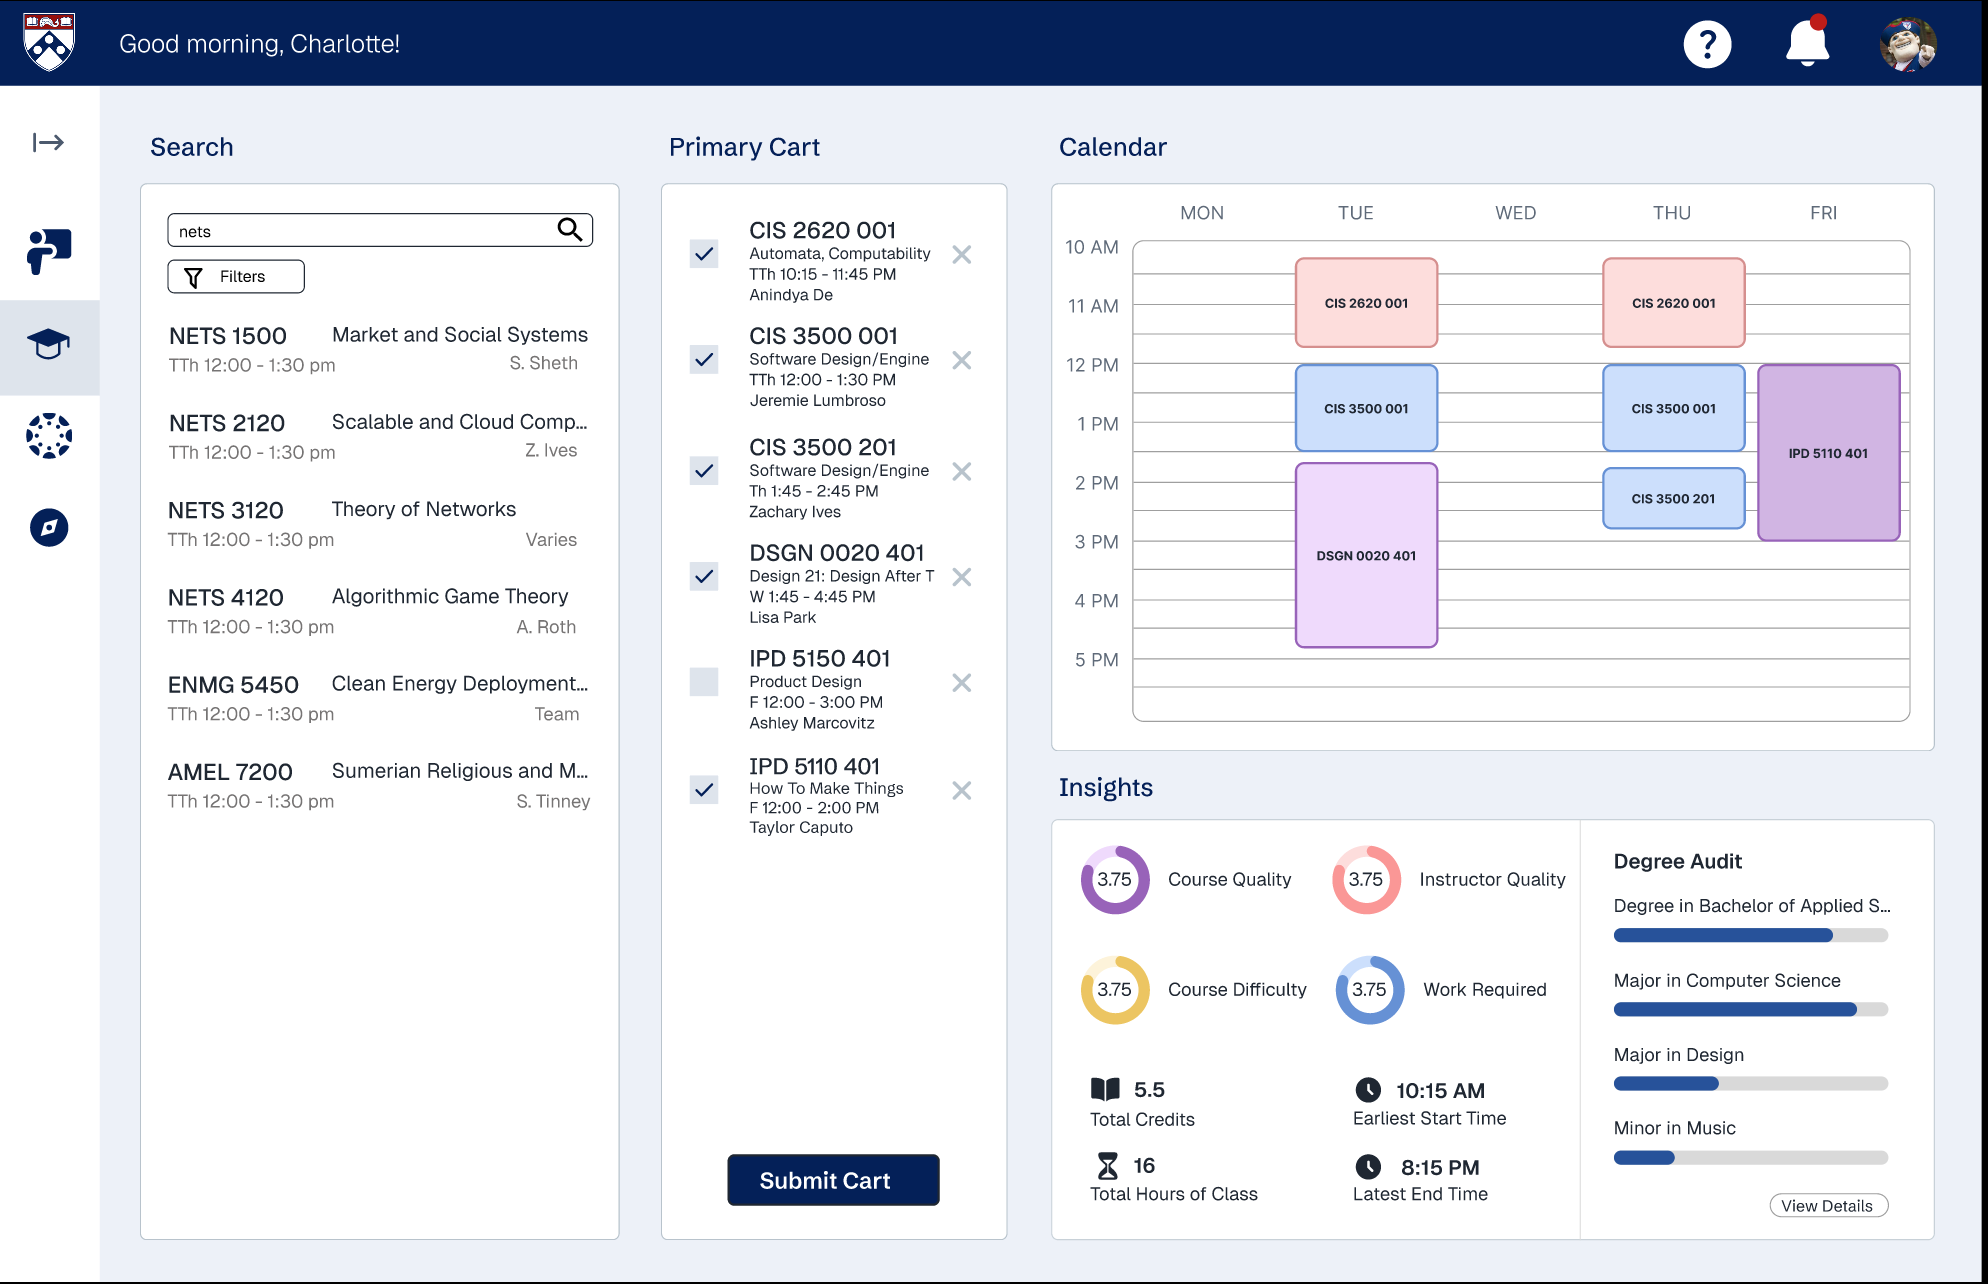 Good morning, Charlotte!
?
Search
nets
Filters
NETS 1500 Market and Social Systems
TTh 12:00 - 1:30 pm S. Sheth
NETS 2120 Scalable and Cloud Comp...
TTh 12:00 - 1:30 pm Z. Ives
NETS 3120 Theory of Networks
TTh 12:00 - 1:30 pm Varies
NETS 4120 Algorithmic Game Theory
TTh 12:00 - 1:30 pm A. Roth
ENMG 5450 Clean Energy Deployment...
TTh 12:00 - 1:30 pm Team
AMEL 7200 Sumerian Religious and M...
TTh 12:00 - 1:30 pm S. Tinney
Primary Cart
CIS 2620 001
Automata, Computability
TTh 10:15 - 11:45 PM
Anindya De
CIS 3500 001
Software Design/Engine
TTh 12:00 - 1:30 PM
Jeremie Lumbroso
CIS 3500 201
Software Design/Engine
Th 1:45 - 2:45 PM
Zachary Ives
DSGN 0020 401
Design 21: Design After T
W 1:45 - 4:45 PM
Lisa Park
IPD 5150 401
Product Design
F 12:00 - 3:00 PM
Ashley Marcovitz
IPD 5110 401
How To Make Things
F 12:00 - 2:00 PM
Taylor Caputo
Submit Cart
Calendar
MON TUE WED THU FRI
10 AM
CIS 2620 001 CIS 2620 001
11 AM
12 PM
CIS 3500 001 CIS 3500 001
1 PM
IPD 5110 401
2 PM
CIS 3500 201
3 PM
DSGN 0020 401
4 PM
5 PM
Insights
3.75 Course Quality 3.75 Instructor Quality
3.75 Course Difficulty 3.75 Work Required
5.5 10:15 AM
Total Credits Earliest Start Time
16 8:15 PM
Total Hours of Class Latest End Time
Degree Audit
Degree in Bachelor of Applied S...
Major in Computer Science
Major in Design
Minor in Music
View Details